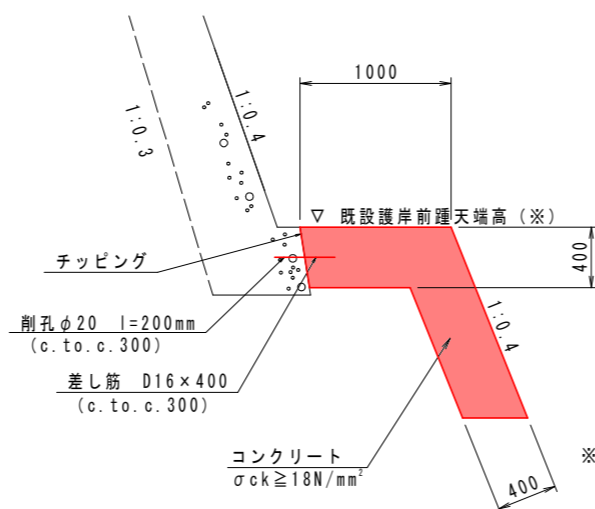 1000
1:0.3
1:0.4
▽ 既設護岸前踵天端高（※）
400
チッピング
1:0.4
削孔φ20 l=200mm
(c.to.c.300)
差し筋 D16×400
(c.to.c.300)
コンクリート
σck≧18N/mm²
※
400